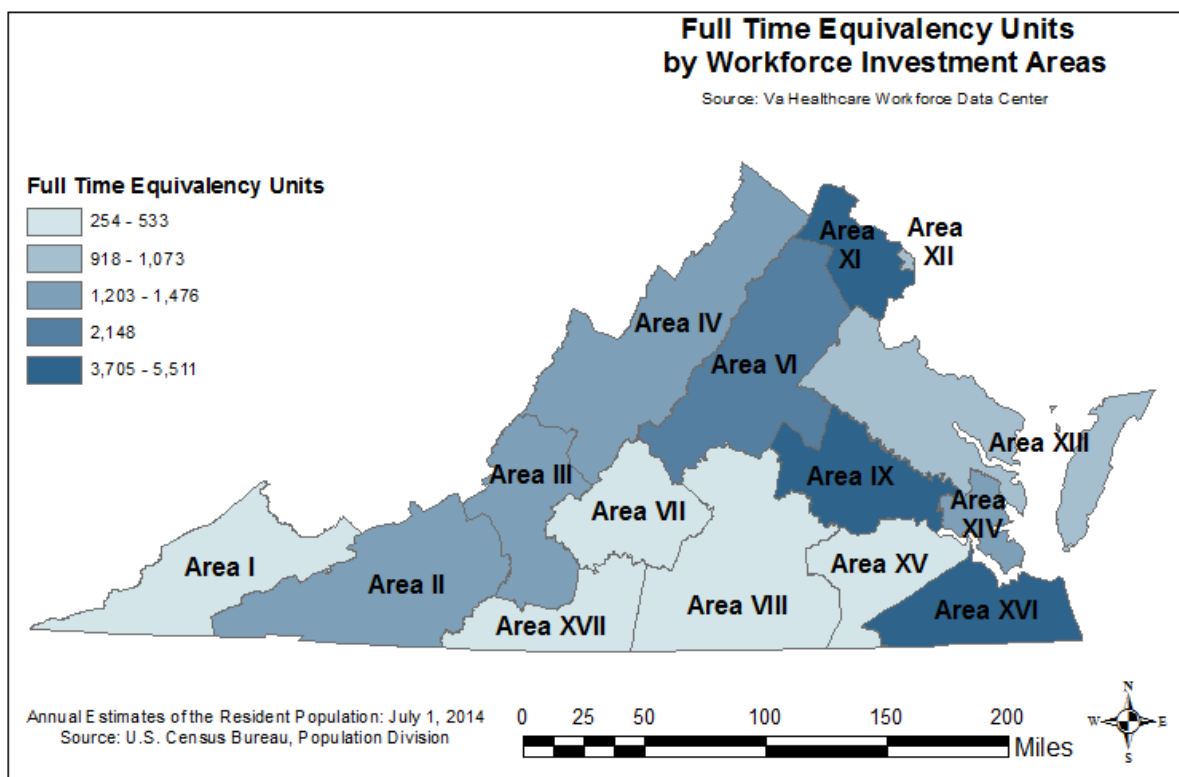 Full Time Equivalency Units
by Workforce Investment Areas
Source: Va Healthcare Workforce Data Center
Full Time Equivalency Units
254 - 533
918 - 1,073
1,203 - 1,476
2,148
3,705 - 5,511
Area
XI
Area
XII
Area IV
Area VI
Area XIII
Area III
Area IX
Area VII
Area
XIV
Area I
Area II
Area XV
Area VIII
Area XVI
Area XVII
Annual Estimates of the Resident Population: July 1, 2014
Source: U.S. Census Bureau, Population Division
0 25 50 100 150 200
Miles
N
W E
S